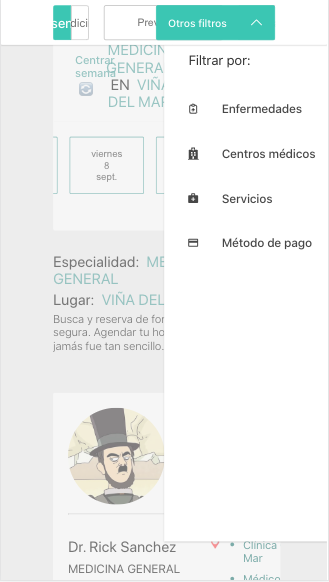 ser
dici
Prev
Otros filtros
Filtrar por:
Enfermedades
Centros médicos
Servicios
Método de pago
Centrar
semana
MEDICINA
GENERAL
EN VIÑA
DEL MAR
viernes
8
sept.
Especialidad: ME
GENERAL
Lugar: VIÑA DEL
Busca y reserva de for
segura. Agendar tu ho
jamás fue tan sencillo.
Dr. Rick Sanchez
MEDICINA GENERAL
Clínica
Mar
Médico